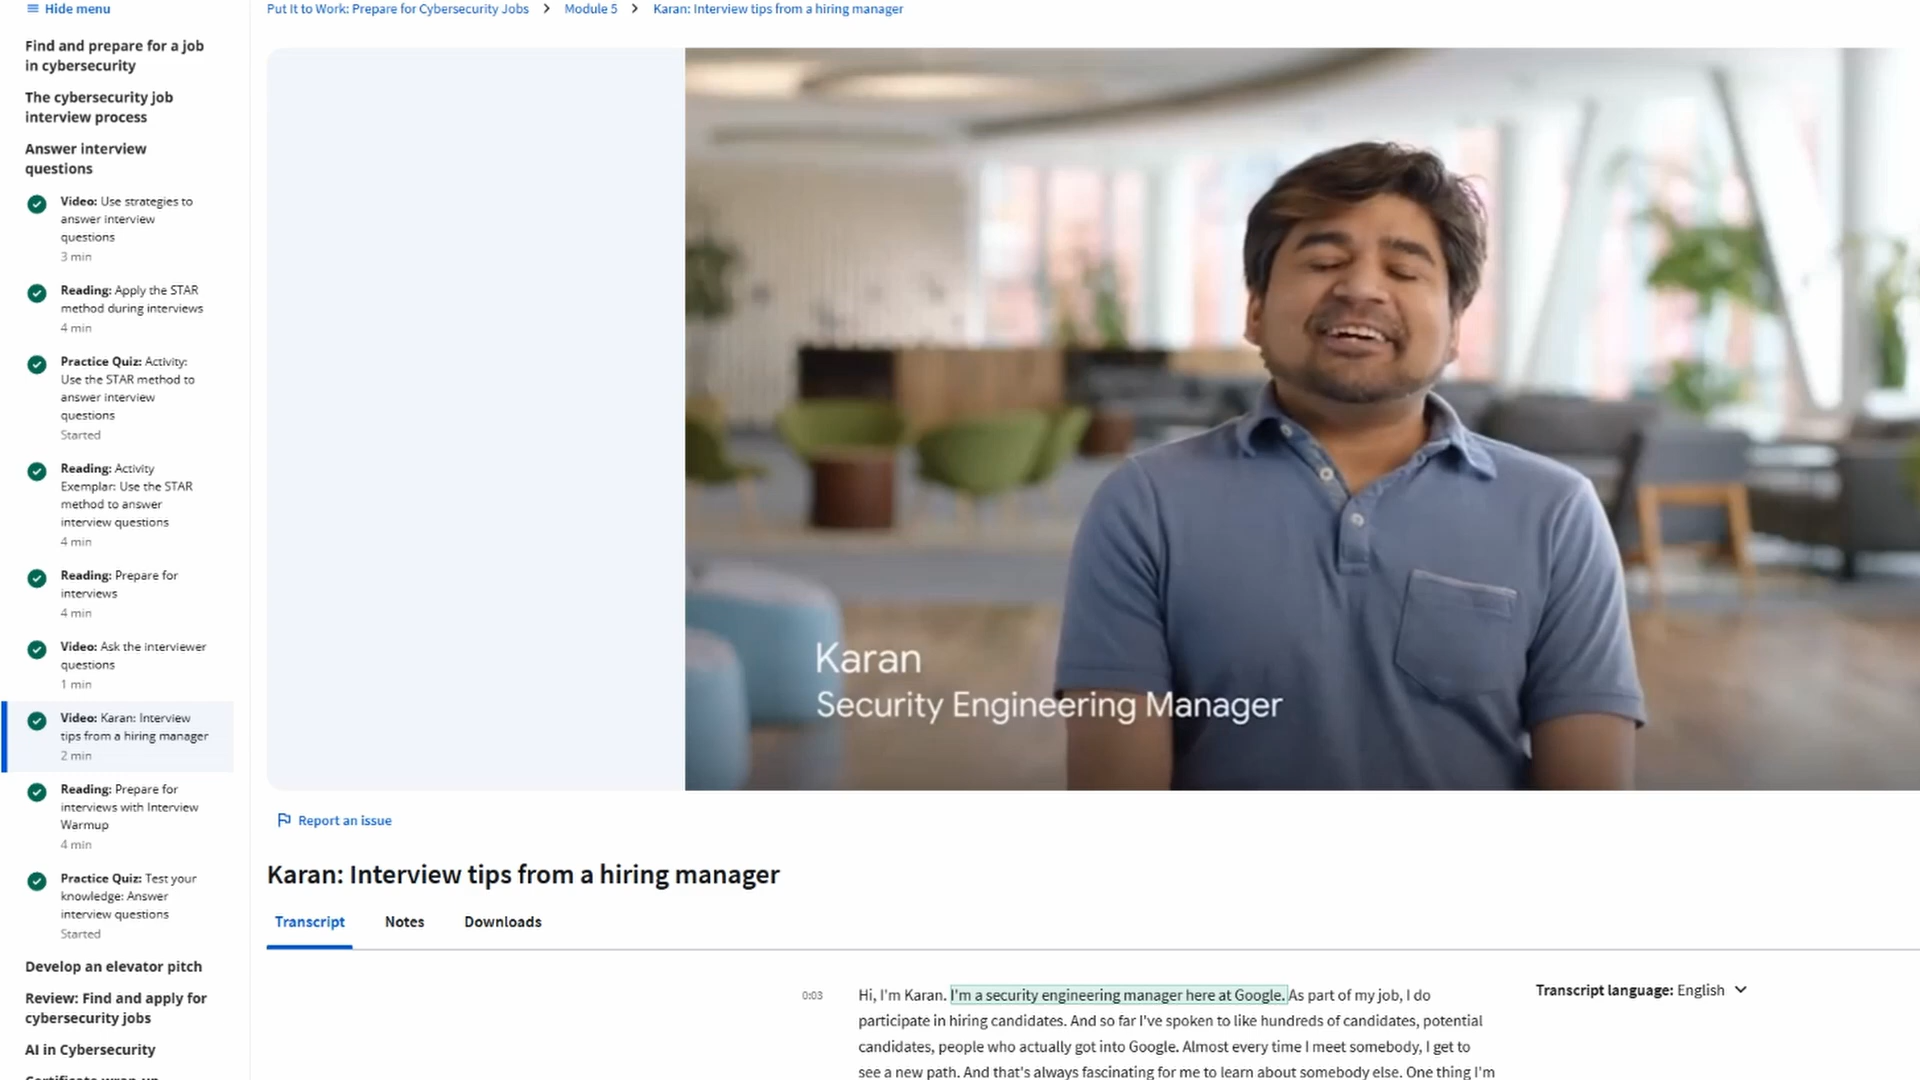 Hide menu
Put It to Work: Prepare for Cybersecurity Jobs
Module 5
Karan: Interview tips from a hiring manager
Find and prepare for a job
in cybersecurity
The cybersecurity job
interview process
Answer interview
questions
Video: Use strategies to
answer interview
questions
3 min
Reading: Apply the STAR
method during interviews
4 min
Practice Quiz: Activity:
Use the STAR method to
answer interview
questions
Started
Reading: Activity
Exemplar: Use the STAR
method to answer
interview questions
4 min
Reading: Prepare for
interviews
4 min
Video: Ask the interviewer
questions
1 min
Video: Karan: Interview
tips from a hiring manager
2 min
Reading: Prepare for
interviews with Interview
Warmup
4 min
Practice Quiz: Test your
knowledge: Answer
interview questions
Started
Develop an elevator pitch
Review: Find and apply for
cybersecurity jobs
AI in Cybersecurity
Certificate wrap-up
Karan
Security Engineering Manager
Report an issue
Karan: Interview tips from a hiring manager
Transcript
Notes
Downloads
0:03
Hi, I'm Karan. I'm a security engineering manager here at Google. As part of my job, I do
participate in hiring candidates. And so far I've spoken to like hundreds of candidates, potential
candidates, people who actually got into Google. Almost every time I meet somebody, I get to
see a new path. And that's always fascinating for me to learn about somebody else. One thing I'm
Transcript language: English